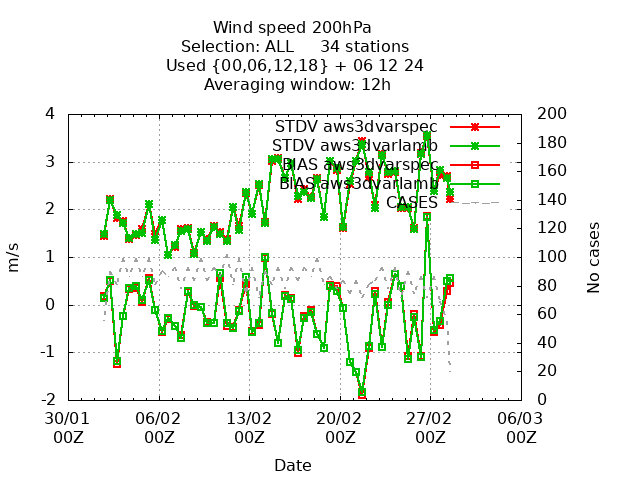 Wind speed 200hPa
Selection: ALL 34 stations
Used {00,06,12,18} + 06 12 24
Averaging window: 12h
4
3
2
1
0
-1
-2
m/s
200
180
160
140
120
100
80
60
40
20
0
No cases
STDV aws3dvarspec
STDV aws3dvarlamb
BIAS aws3dvarspec
BIAS aws3dvarlamb
CASES
30/01 06/02 13/02 20/02 27/02 06/03
00Z 00Z 00Z 00Z 00Z 00Z
Date